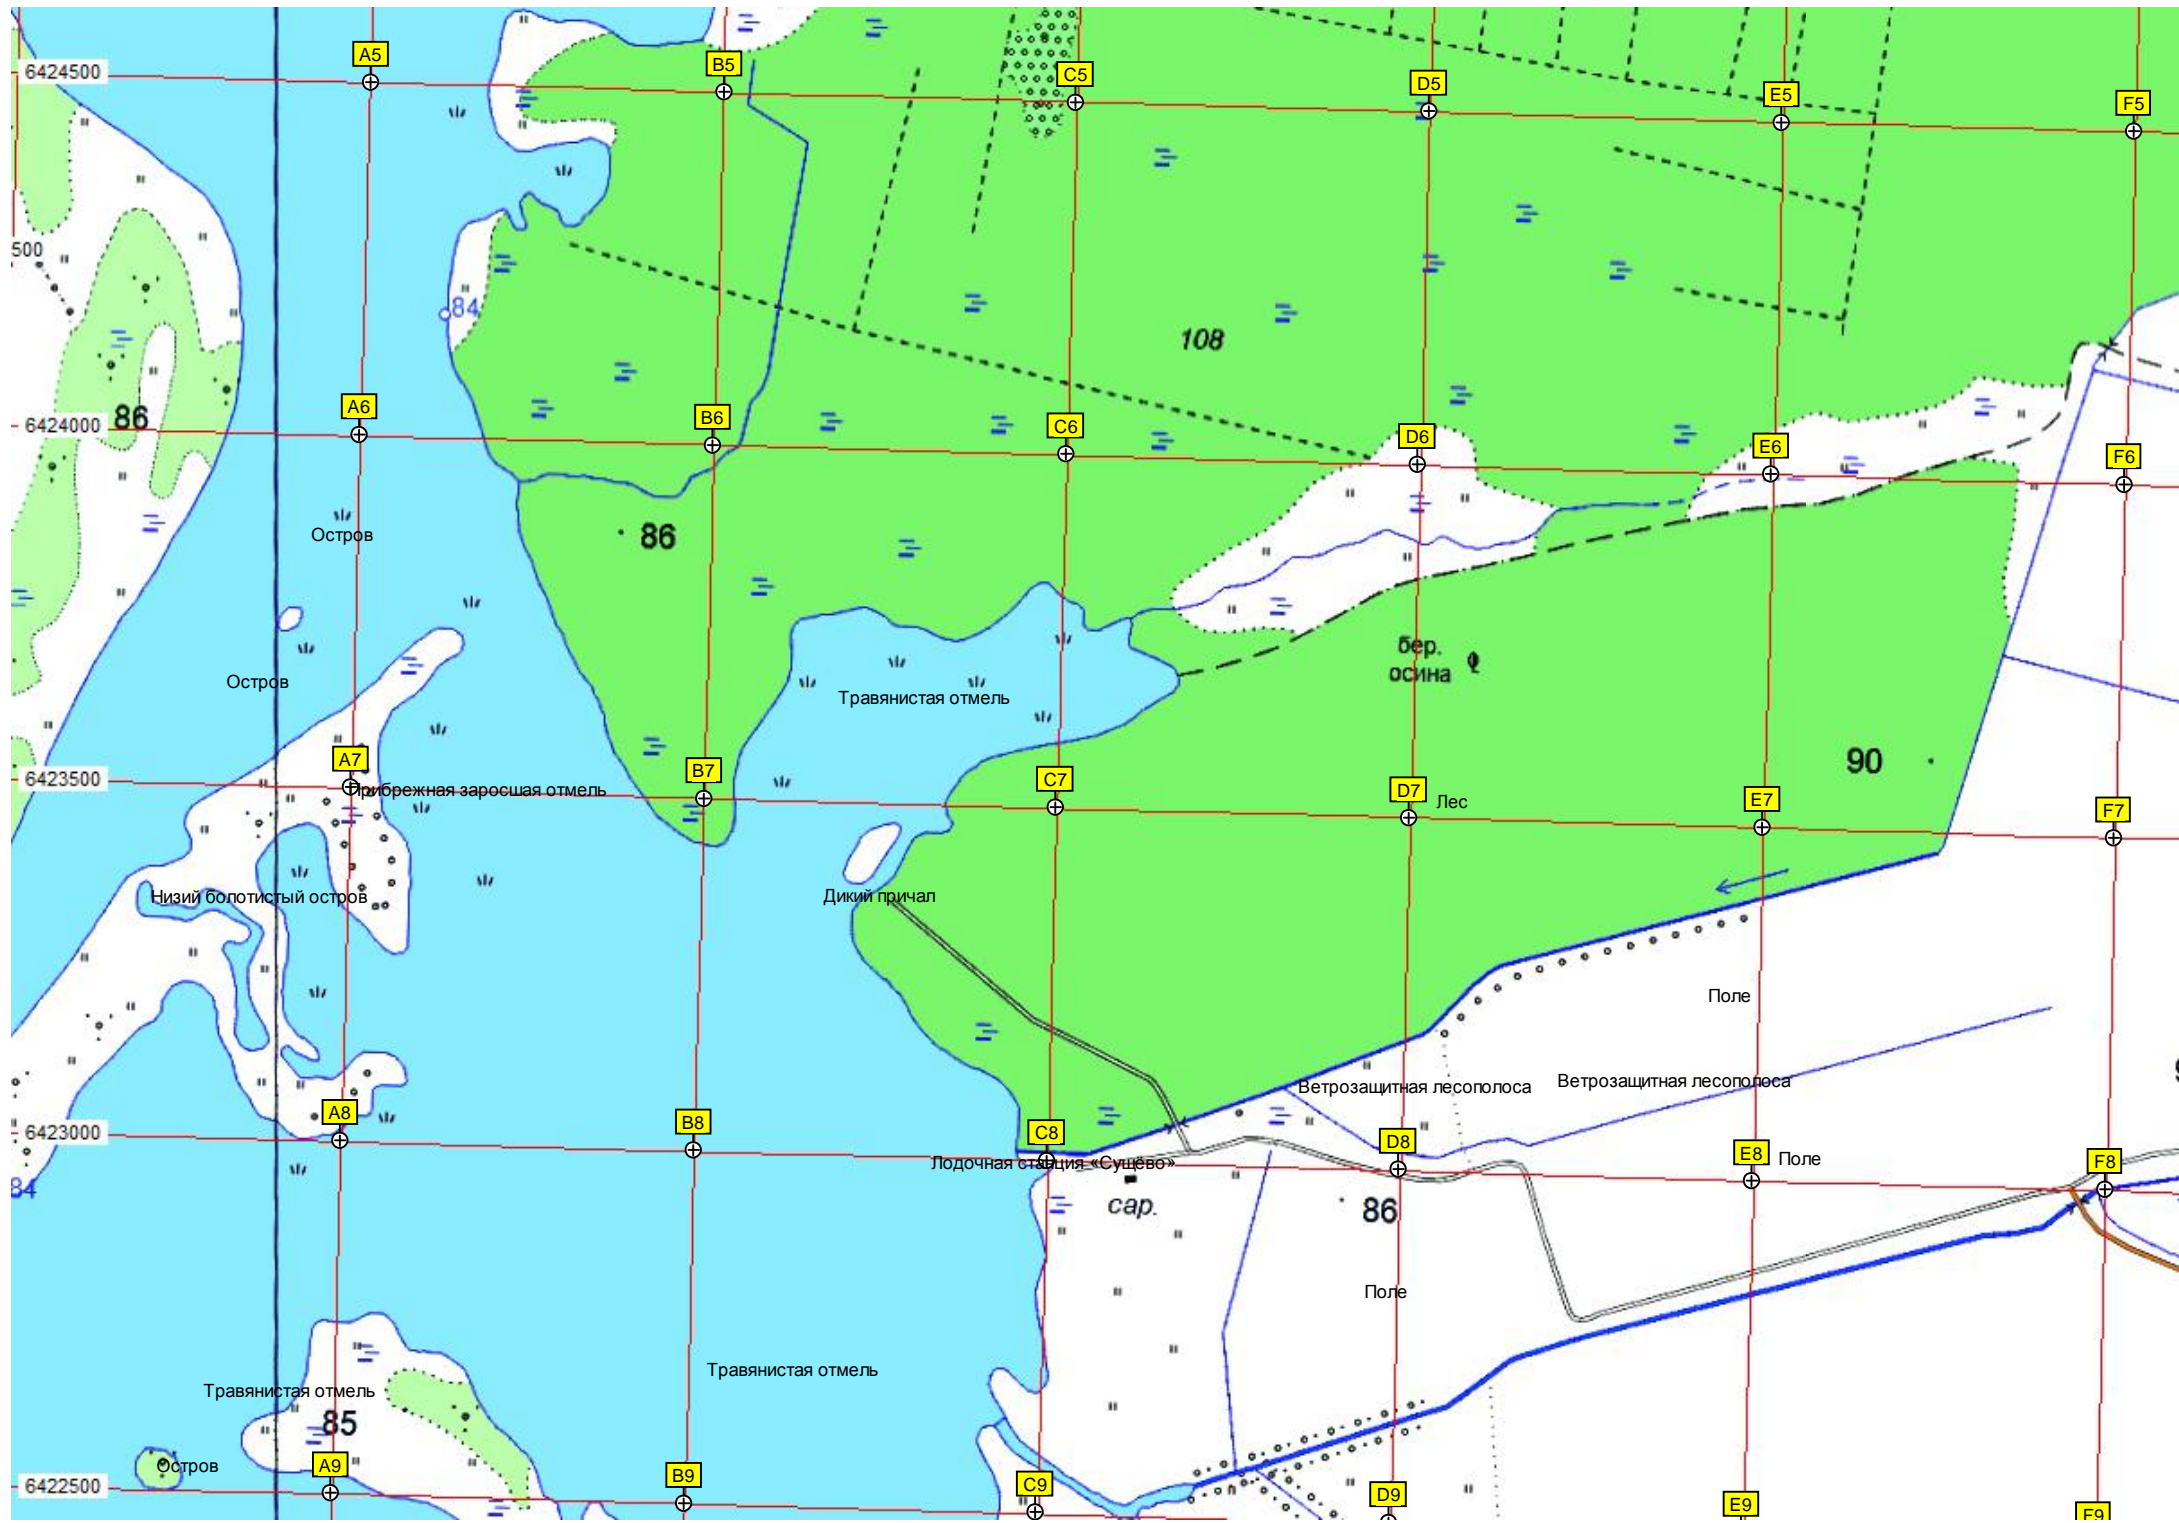 A5
B5
C5
D5
E5
F5
6424500
500
84
108
A6
B6
C6
D6
E6
F6
6424000
86
86
Остров
бер.
осина
Остров
Травянистая отмель
90
A7
B7
C7
D7
E7
F7
6423500
Прибрежная заросшая отмель
Лес
Низий болотистый остров
Дикий причал
Поле
Ветрозащитная лесополоса
Ветрозащитная лесополоса
A8
B8
C8
D8
E8
F8
6423000
Лодочная станция «Сущёво»
Поле
84
сар.
86
Поле
Травянистая отмель
Травянистая отмель
85
Остров
A9
B9
C9
D9
E9
F9
6422500